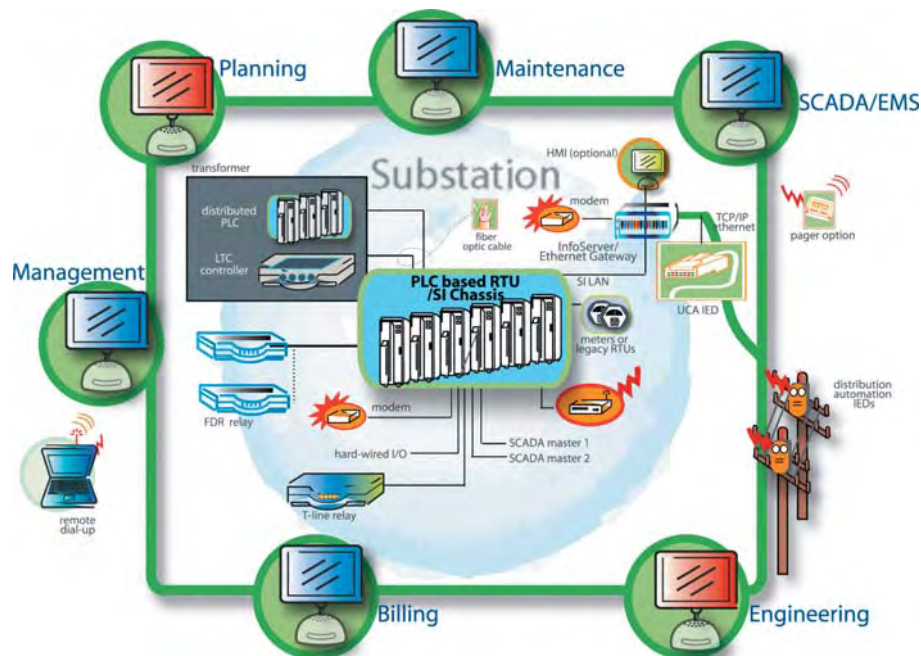 Planning
Maintenance
SCADA/EMS
transformer
Substation
HMI (optional)
distributed
PLC
modem
TCP/IP
ethernet
fiber
optic cable
InfoServer/
Ethernet Gateway
pager option
LTC
controller
SI LAN
Management
PLC based RTU
/SI Chassis
UCA IED
meters or
legacy RTUs
distribution
automation
IEDs
FDR relay
modem
SCADA master 1
hard-wired I/O
SCADA master 2
T-line relay
remote
dial-up
Billing
Engineering